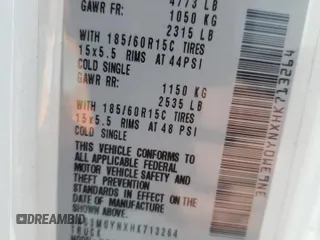 4773 LB
GAWR FR:
1050 KG
2315 LB
WITH 185/60R15C TIRES
15x5.5 RIMS AT 44PSI
COLD SINGLE
GAWR RR:
1150 KG
2535 LB
WITH 185/60R15C TIRES
15x5.5 RIMS AT 48 PSI
COLD SINGLE
THIS VEHICLE CONFORMS TO
ALL APPLICABLE FEDERAL
MOTOR VEHICLE SAFETY AND
THEFT PREVENTION STANDARDS
IN EFFECT ON THE DATE OF
MANUFACTURE SHOWN ABOVE
TRUCK
DREAMBID